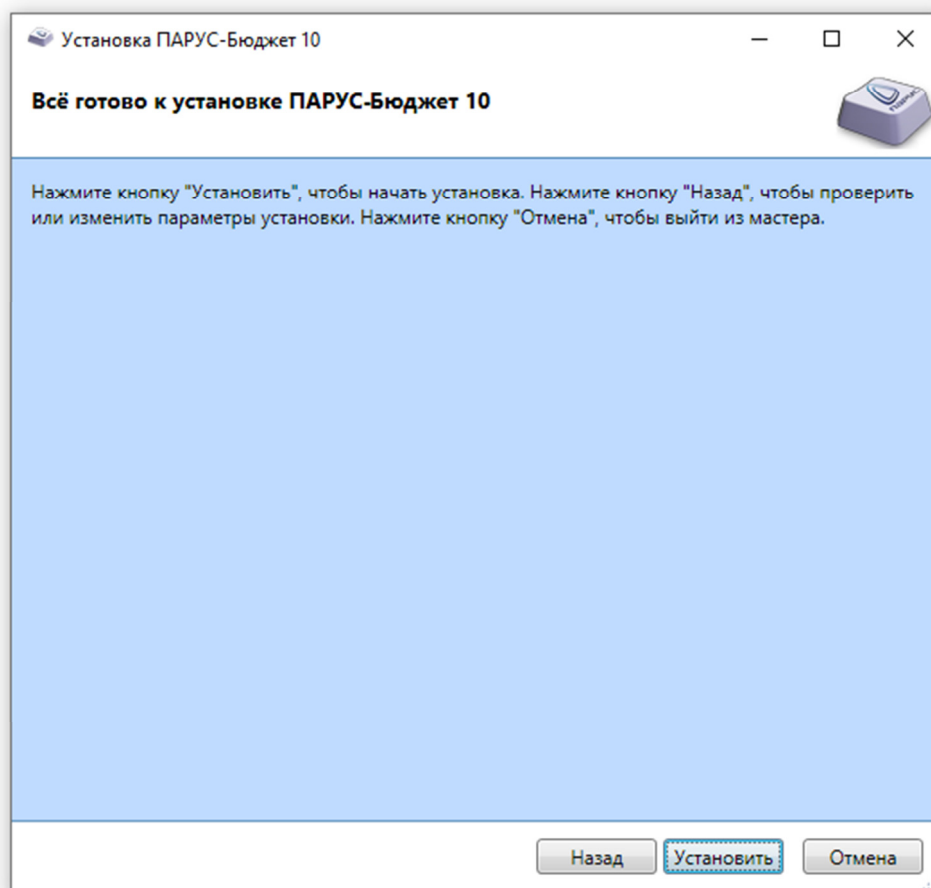 Установка ПАРУС-Бюджет 10
Всё готово к установке ПАРУС-Бюджет 10
ПАРУС
Нажмите кнопку "Установить", чтобы начать установка. Нажмите кнопку "Назад", чтобы проверить
или изменить параметры установки. Нажмите кнопку "Отмена", чтобы выйти из мастера.
Назад
Установить
Отмена